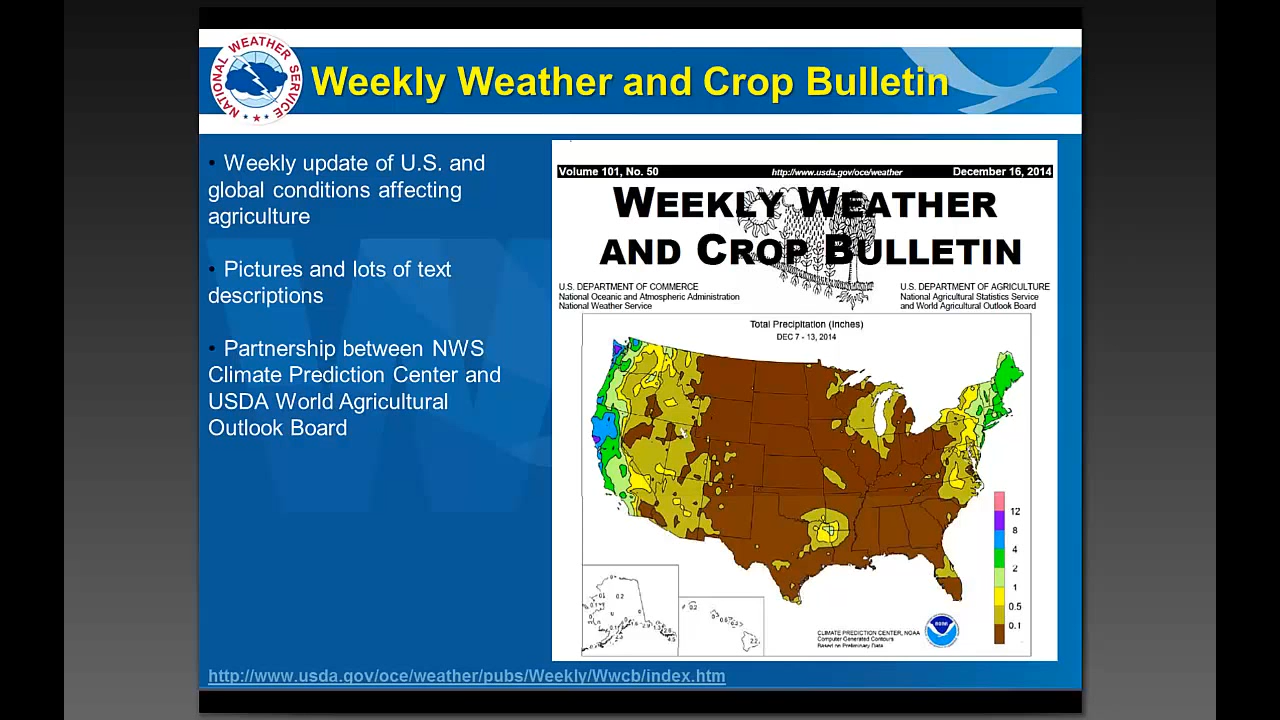 NATIONAL WEATHER SERVICE
Weekly Weather and Crop Bulletin
• Weekly update of U.S. and
global conditions affecting
agriculture
• Pictures and lots of text
descriptions
• Partnership between NWS
Climate Prediction Center and
USDA World Agricultural
Outlook Board
Volume 101, No. 50 http://www.usda.gov/oce/weather December 16, 2014
WEEKLY WEATHER
AND CROP BULLETIN
U.S. DEPARTMENT OF COMMERCE
National Oceanic and Atmospheric Administration
National Weather Service
U.S. DEPARTMENT OF AGRICULTURE
National Agricultural Statistics Service
and World Agricultural Outlook Board
Total Precipitation (Inches)
DEC 7 - 13, 2014
12
8
4
2
1
0.5
0.1
CLIMATE PREDICTION CENTER, NOAA
Computer Generated Contours
Based on Preliminary Data
NOAA
http://www.usda.gov/oce/weather/pubs/Weekly/Wwcb/index.htm